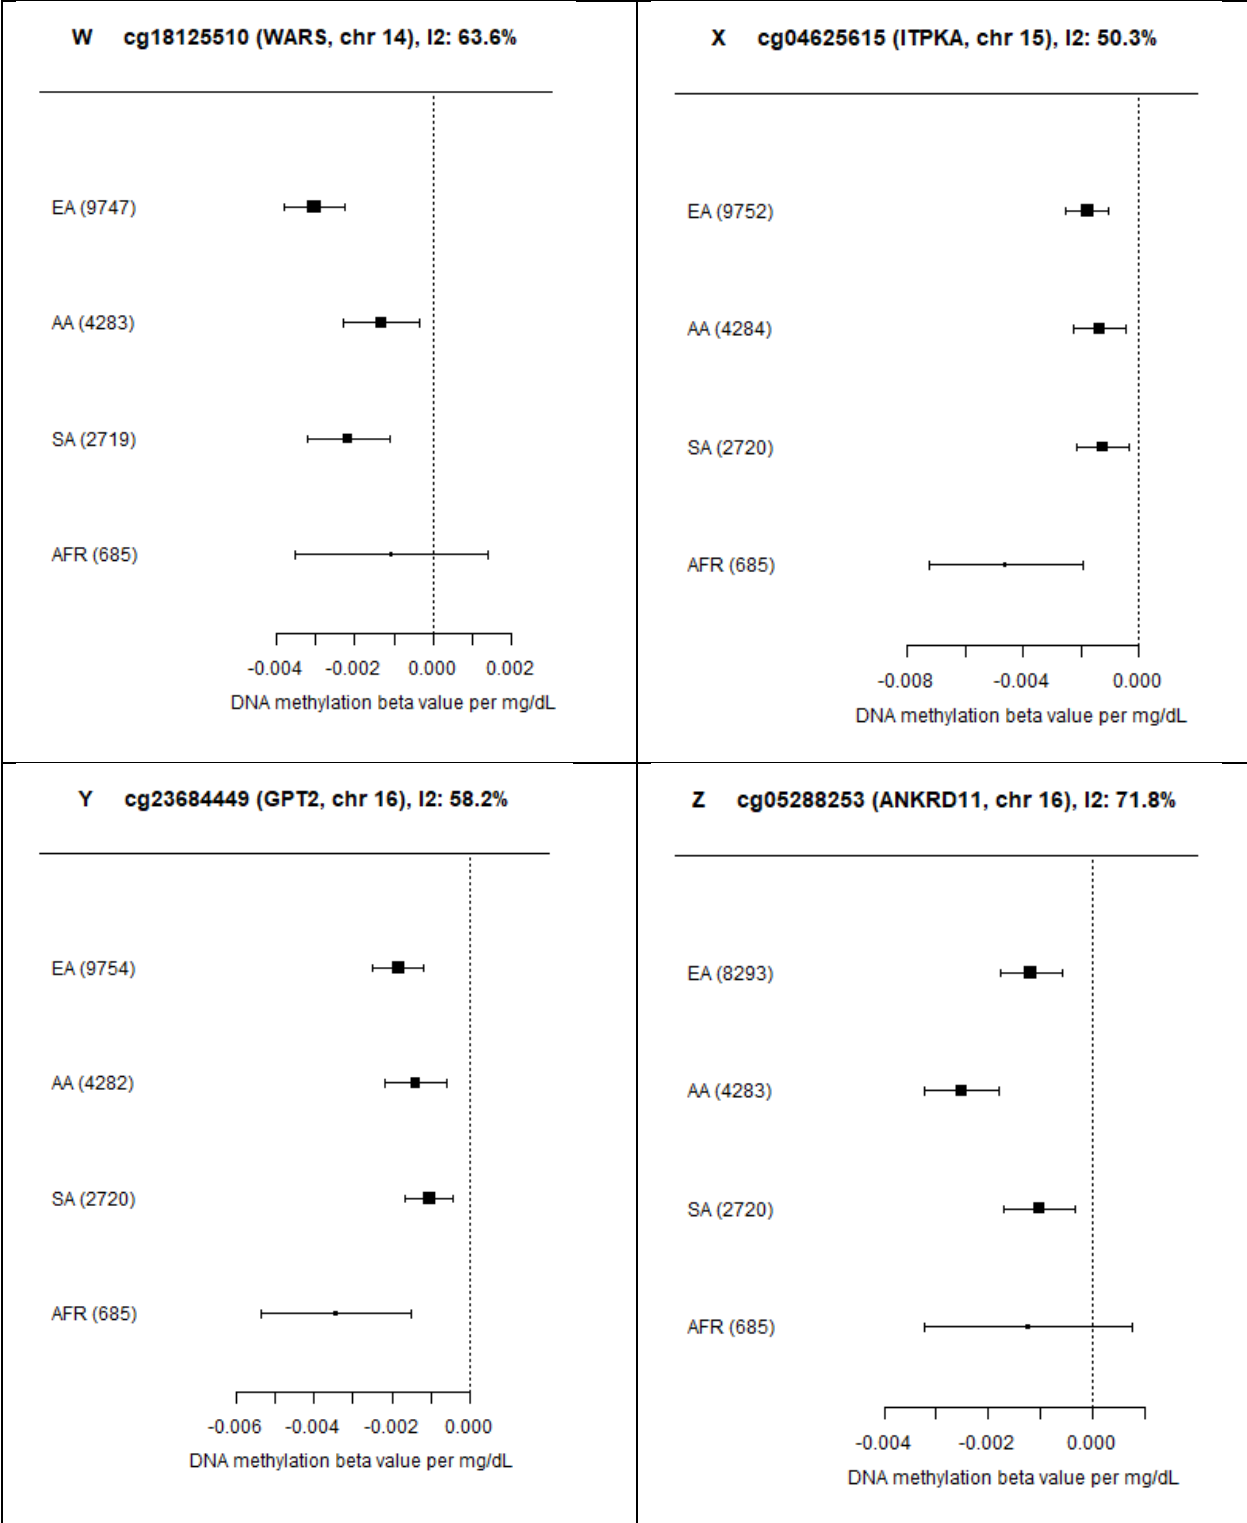 W cg18125510 (WARS, chr 14), I2: 63.6%
EA (9747)
AA (4283)
SA (2719)
AFR (685)
-0.004 -0.002 0.000 0.002
DNA methylation beta value per mg/dL
X cg04625615 (ITPKA, chr 15), I2: 50.3%
EA (9752)
AA (4284)
SA (2720)
AFR (685)
-0.008 -0.004 0.000
DNA methylation beta value per mg/dL
Y cg23684449 (GPT2, chr 16), I2: 58.2%
EA (9754)
AA (4282)
SA (2720)
AFR (685)
-0.006 -0.004 -0.002 0.000
DNA methylation beta value per mg/dL
Z cg05288253 (ANKRD11, chr 16), I2: 71.8%
EA (8293)
AA (4283)
SA (2720)
AFR (685)
-0.004 -0.002 0.000
DNA methylation beta value per mg/dL